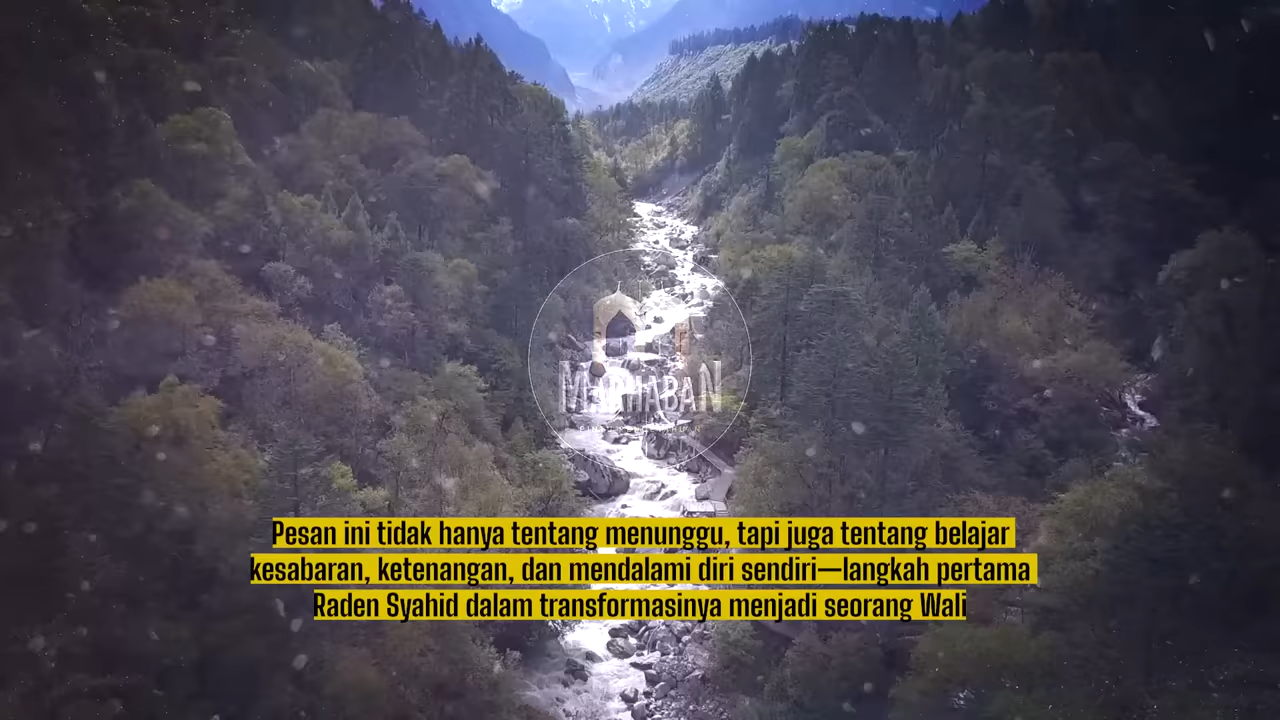 MARHABAN
Pesan ini tidak hanya tentang menunggu, tapi juga tentang belajar
kesabaran, ketenangan, dan mendalami diri sendiri—langkah pertama
Raden Syahid dalam transformasinya menjadi seorang Wali